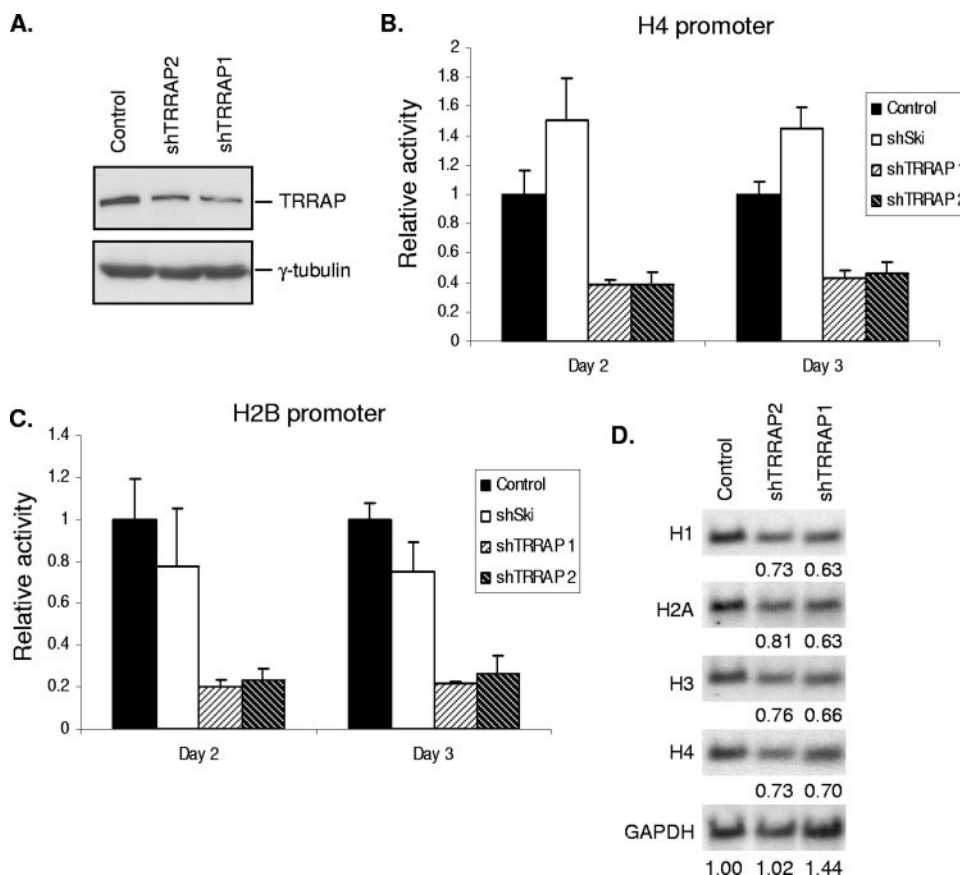 A.
Control
shTRRAP2
shTRRAP1
TRRAP
γ-tubulin
B.
H4 promoter
Relative activity
2
1.8
1.6
1.4
1.2
1
0.8
0.6
0.4
0.2
0
Day 2
Day 3
Control
shSki
shTRRAP 1
shTRRAP 2
C.
H2B promoter
Relative activity
1.4
1.2
1
0.8
0.6
0.4
0.2
0
Day 2
Day 3
Control
shSki
shTRRAP 1
shTRRAP 2
D.
Control
shTRRAP2
shTRRAP1
H1
0.73 0.63
H2A
0.81 0.63
H3
0.76 0.66
H4
0.73 0.70
GAPDH
1.00 1.02 1.44